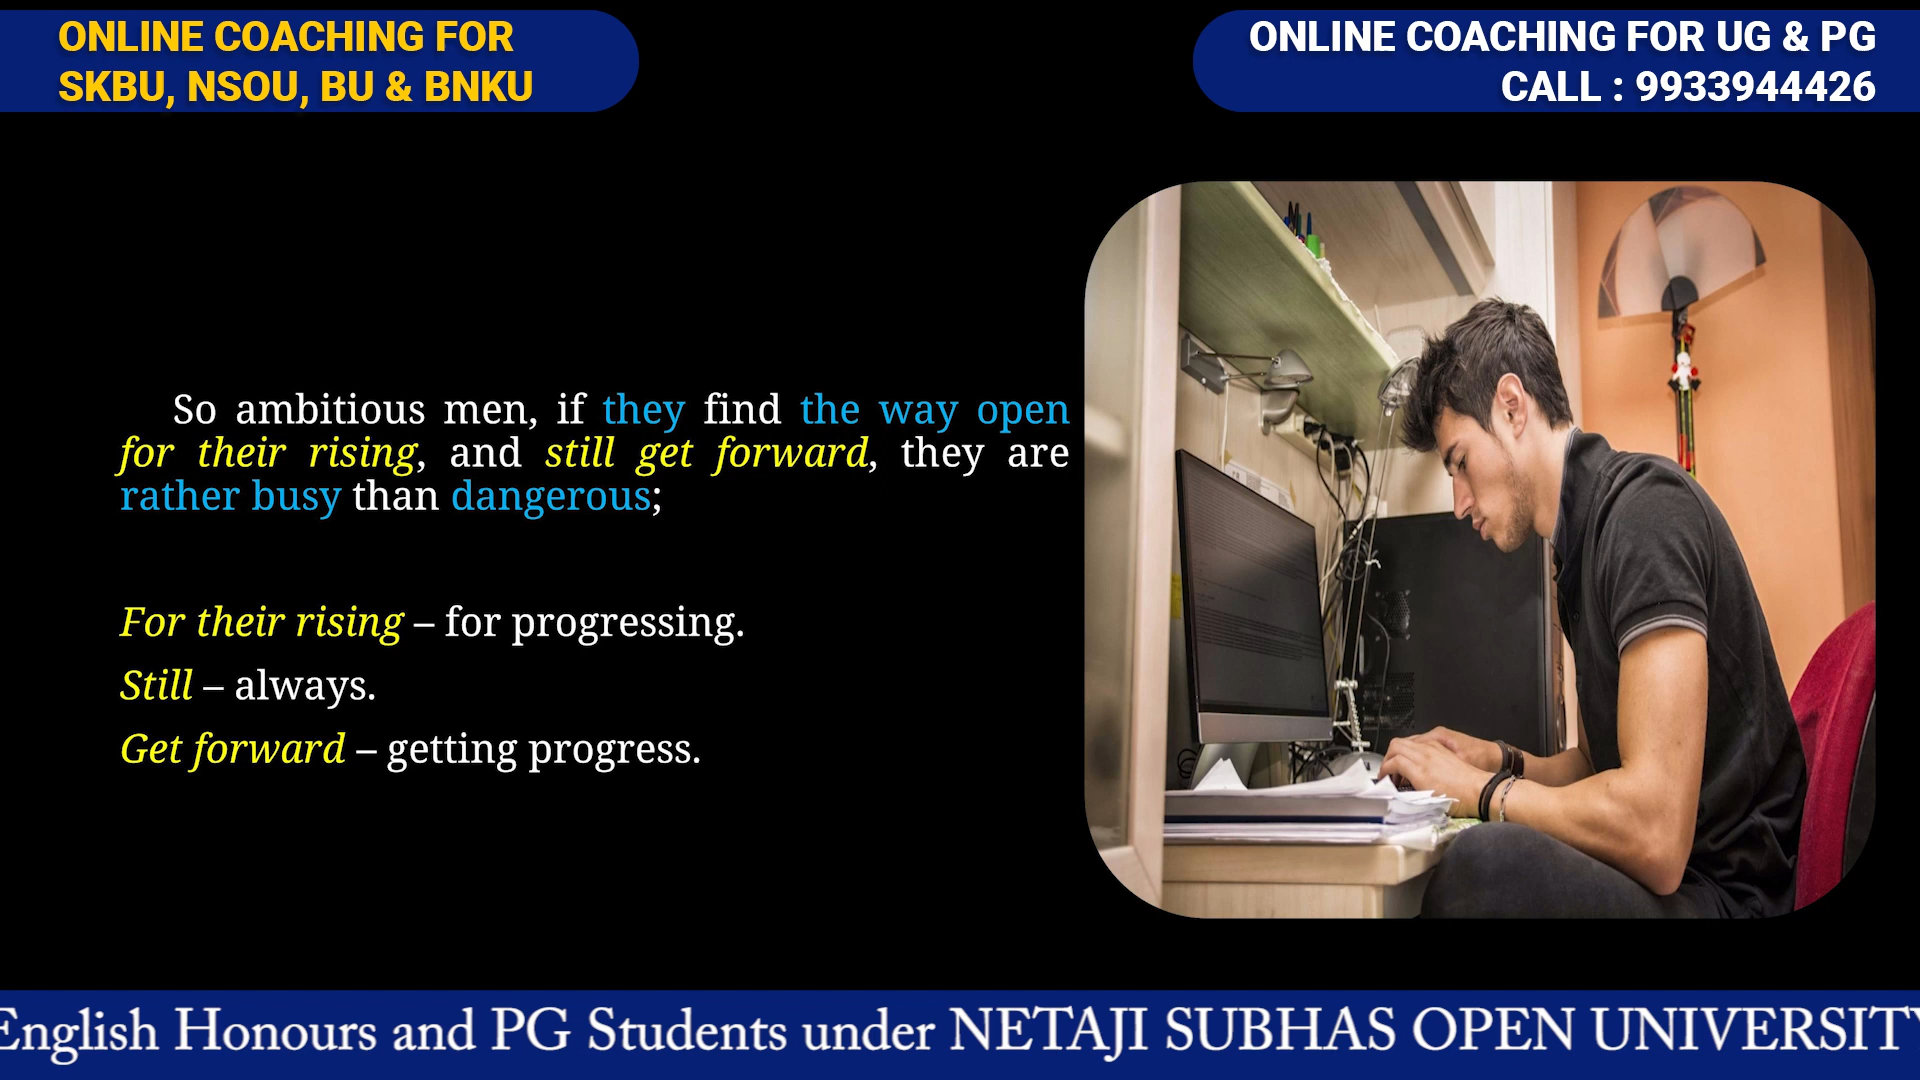 ONLINE COACHING FOR
SKBU, NSOU, BU & BNKU
ONLINE COACHING FOR UG & PG
CALL : 9933944426
So ambitious men, if they find the way open
for their rising, and still get forward, they are
rather busy than dangerous;
For their rising – for progressing.
Still – always.
Get forward – getting progress.
English Honours and PG Students under NETAJI SUBHAS OPEN UNIVERSITY